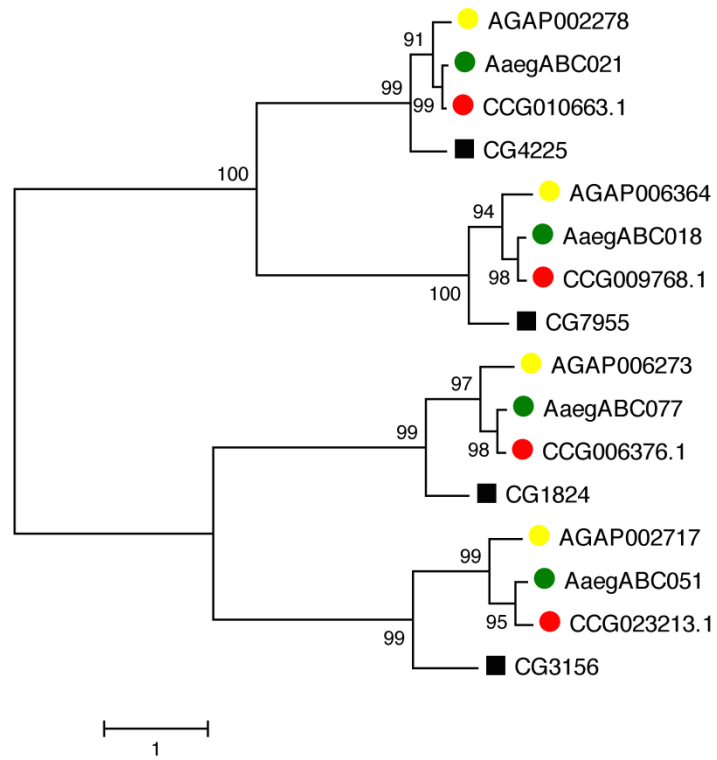 AGAP002278
91
AaegABC021
99
99
CCG010663.1
CG4225
100
AGAP006364
94
AaegABC018
98
CCG009768.1
100
CG7955
AGAP006273
97
AaegABC077
99
98
CCG006376.1
CG1824
AGAP002717
99
AaegABC051
95
CCG023213.1
99
CG3156
1